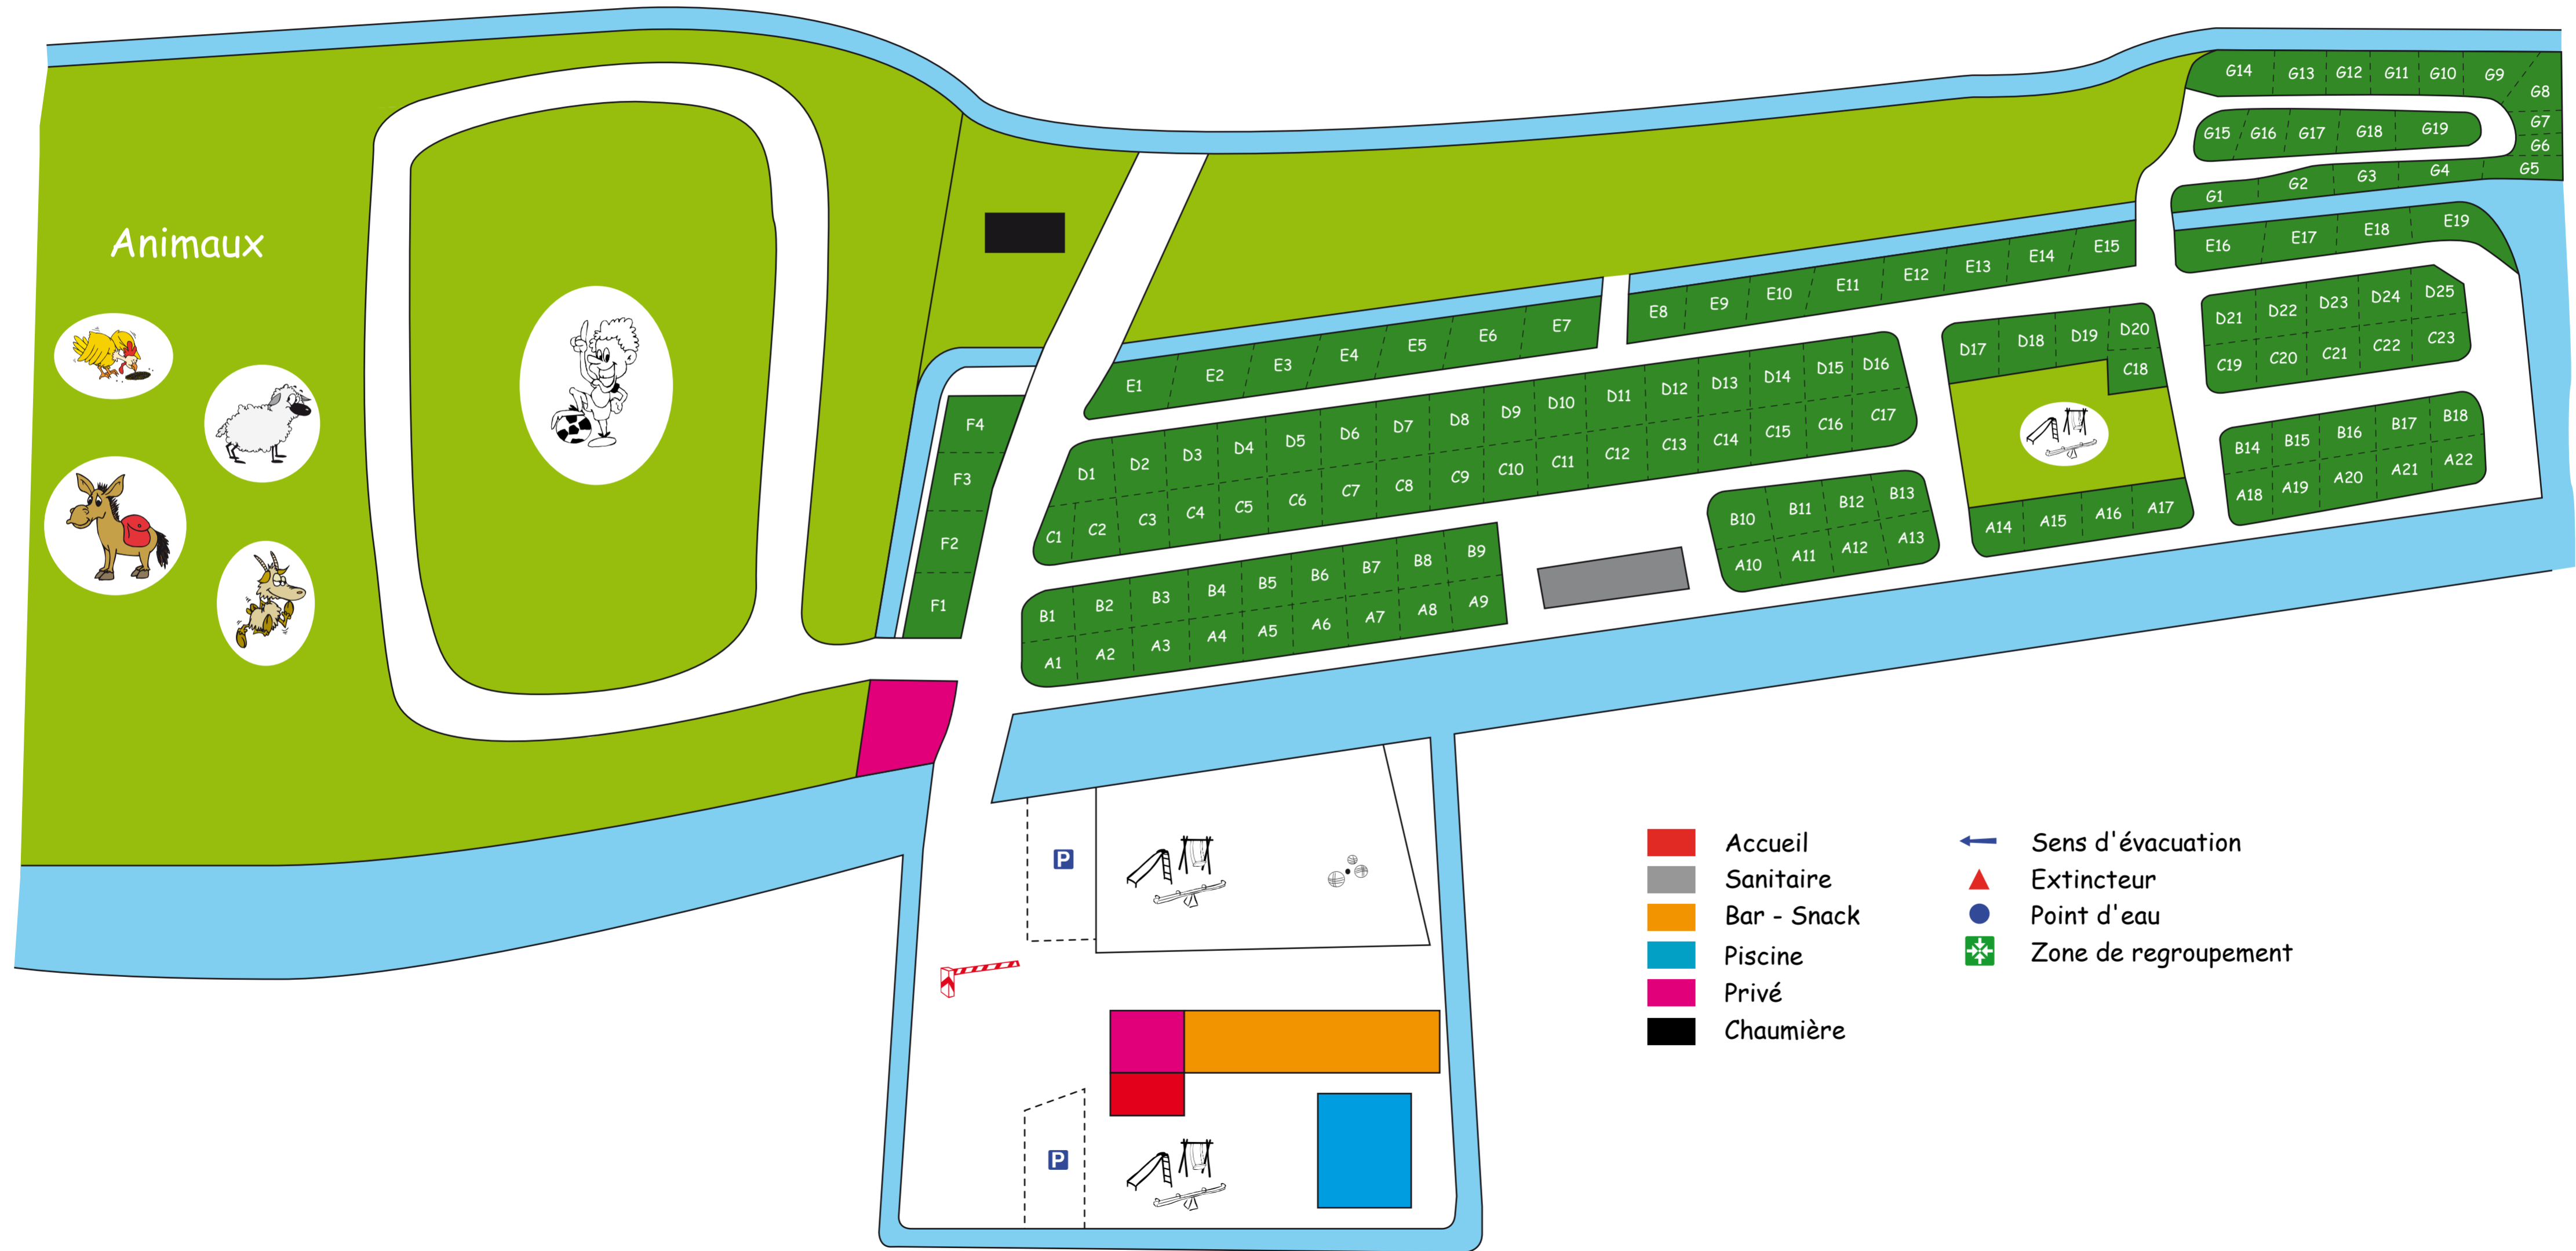 G14 G13 G12 G11 G10 G9
G8
G7
G6
G15 G16 G17 G18 G19
G1 G2 G3 G4 G5
Animaux
E16 E17 E18 E19
E8 E9 E10 E11 E12 E13 E14 E15
E1 E2 E3 E4 E5 E6 E7
D21 D22 D23 D24 D25
C19 C20 C21 C22 C23
D17 D18 D19 D20
C18
D1 D2 D3 D4 D5 D6 D7 D8 D9 D10 D11 D12 D13 D14 D15 D16
C1 C2 C3 C4 C5 C6 C7 C8 C9 C10 C11 C12 C13 C14 C15 C16 C17
F4
F3
F2
F1
B14 B15 B16 B17 B18
A18 A19 A20 A21 A22
B10 B11 B12 B13
A10 A11 A12 A13
A14 A15 A16 A17
B1 B2 B3 B4 B5 B6 B7 B8 B9
A1 A2 A3 A4 A5 A6 A7 A8 A9
P
P
Accueil
Sanitaire
Bar - Snack
Piscine
Privé
Chaumière
Sens d'évacuation
Extincteur
Point d'eau
Zone de regroupement